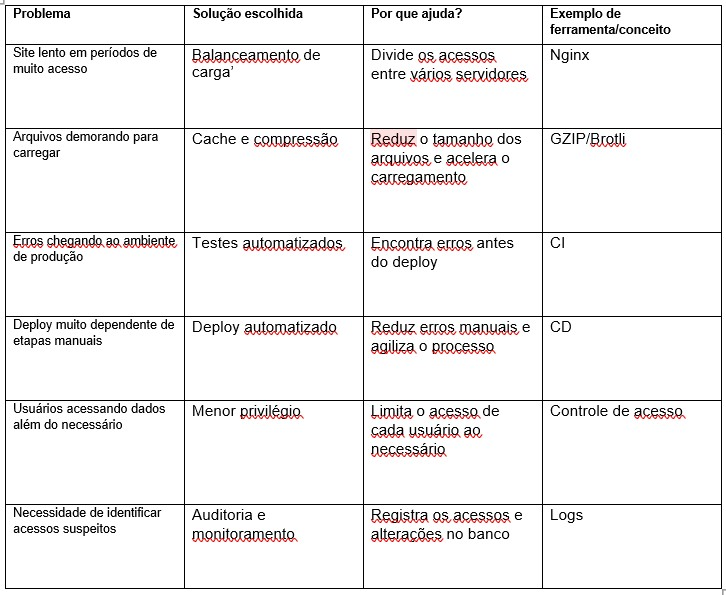 Problema
Solução escolhida
Por que ajuda?
Exemplo de
ferramenta/conceito
Site lento em períodos de
muito acesso
Balanceamento de
carga’
Divide os acessos
entre vários servidores
Nginx
Arquivos demorando para
carregar
Cache e compressão
Reduz o tamanho dos
arquivos e acelera o
carregamento
GZIP/Brotli
Erros chegando ao ambiente
de produção
Testes automatizados
Encontra erros antes
do deploy
CI
Deploy muito dependente de
etapas manuais
Deploy automatizado
Reduz erros manuais e
agiliza o processo
CD
Usuários acessando dados
além do necessário
Menor privilégio
Limita o acesso de
cada usuário ao
necessário
Controle de acesso
Necessidade de identificar
acessos suspeitos
Auditoria e
monitoramento
Registra os acessos e
alterações no banco
Logs